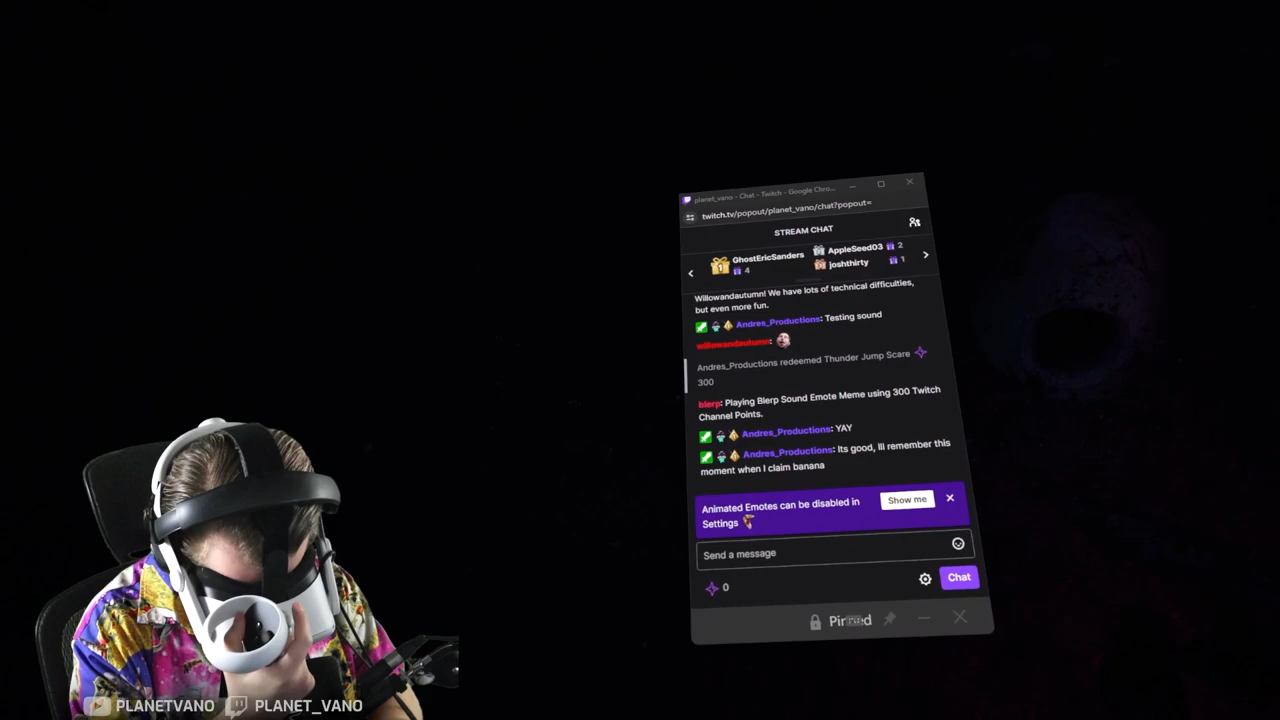 planet_vano - Chat - Twitch - Google Chro...
twitch.tv/popout/planet_vano/chat?popout=
STREAM CHAT
1 GhostEricSanders 4
AppleSeed03 2
joshthirty 1
Willowandautumn! We have lots of technical difficulties,
but even more fun.
Andres_Productions: Testing sound
willowandautumn:
Andres_Productions redeemed Thunder Jump Scare
300
blerp: Playing Blerp Sound Emote Meme using 300 Twitch
Channel Points.
Andres_Productions: YAY
Andres_Productions: Its good, Ill remember this
moment when I claim banana
Animated Emotes can be disabled in
Settings
Show me
Send a message
0
Chat
Pinned
PLANETVANO PLANET_VANO